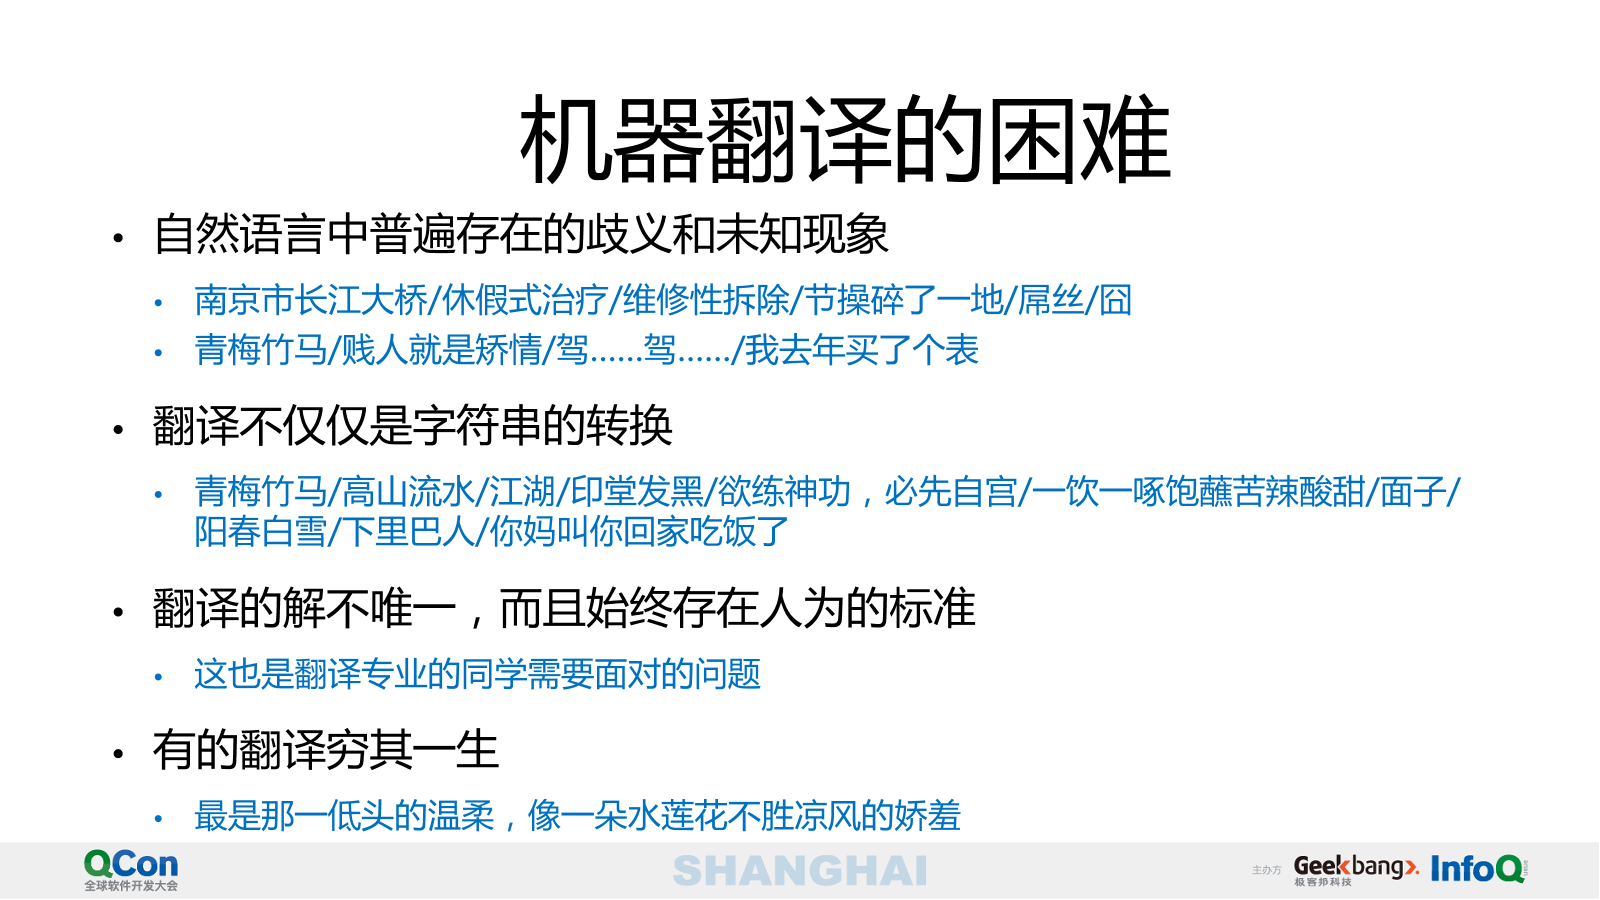 机器翻译的困难
• 自然语言中普遍存在的歧义和未知现象
• 南京市长江大桥/休假式治疗/维修性拆除/节操碎了一地/屌丝/囧
• 青梅竹马/贱人就是矫情/驾……驾……/我去年买了个表
• 翻译不仅仅是字符串的转换
• 青梅竹马/高山流水/江湖/印堂发黑/欲练神功，必先自宫/一饮一啄饱蘸苦辣酸甜/面子/
阳春白雪/下里巴人/你妈叫你回家吃饭了
• 翻译的解不唯一，而且始终存在人为的标准
• 这也是翻译专业的同学需要面对的问题
• 有的翻译穷其一生
• 最是那一低头的温柔，像一朵水莲花不胜凉风的娇羞
QCon
全球软件开发大会
SHANGHAI
主办方
Geekbang>.
极客邦科技
InfoQ